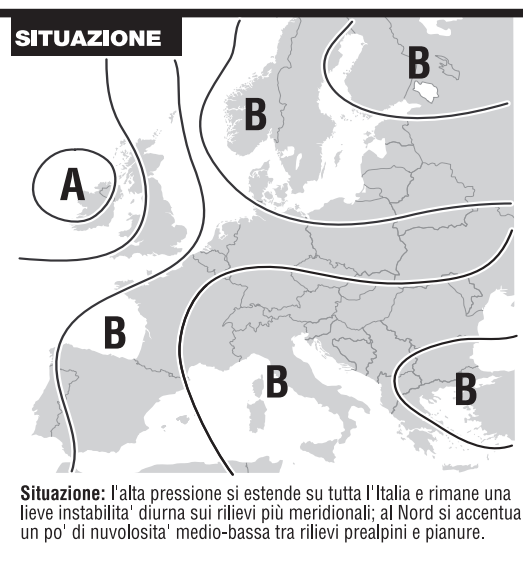 SITUAZIONE
B
B
A
B
B
B
Situazione: l'alta pressione si estende su tutta l'Italia e rimane una
lieve instabilita' diurna sui rilievi più meridionali; al Nord si accentua
un po' di nuvolosita' medio-bassa tra rilievi prealpini e pianure.